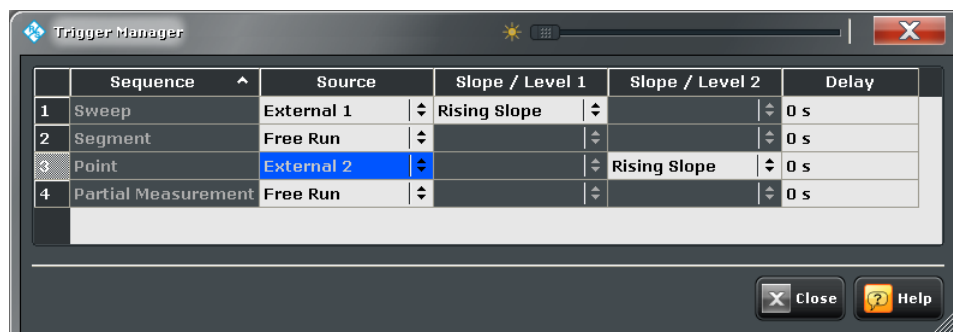 Trigger Manager
Sequence Source Slope / Level 1 Slope / Level 2 Delay
1 Sweep External 1 Rising Slope 0 s
2 Segment Free Run 0 s
3 Point External 2 Rising Slope 0 s
4 Partial Measurement Free Run 0 s
X Close ? Help